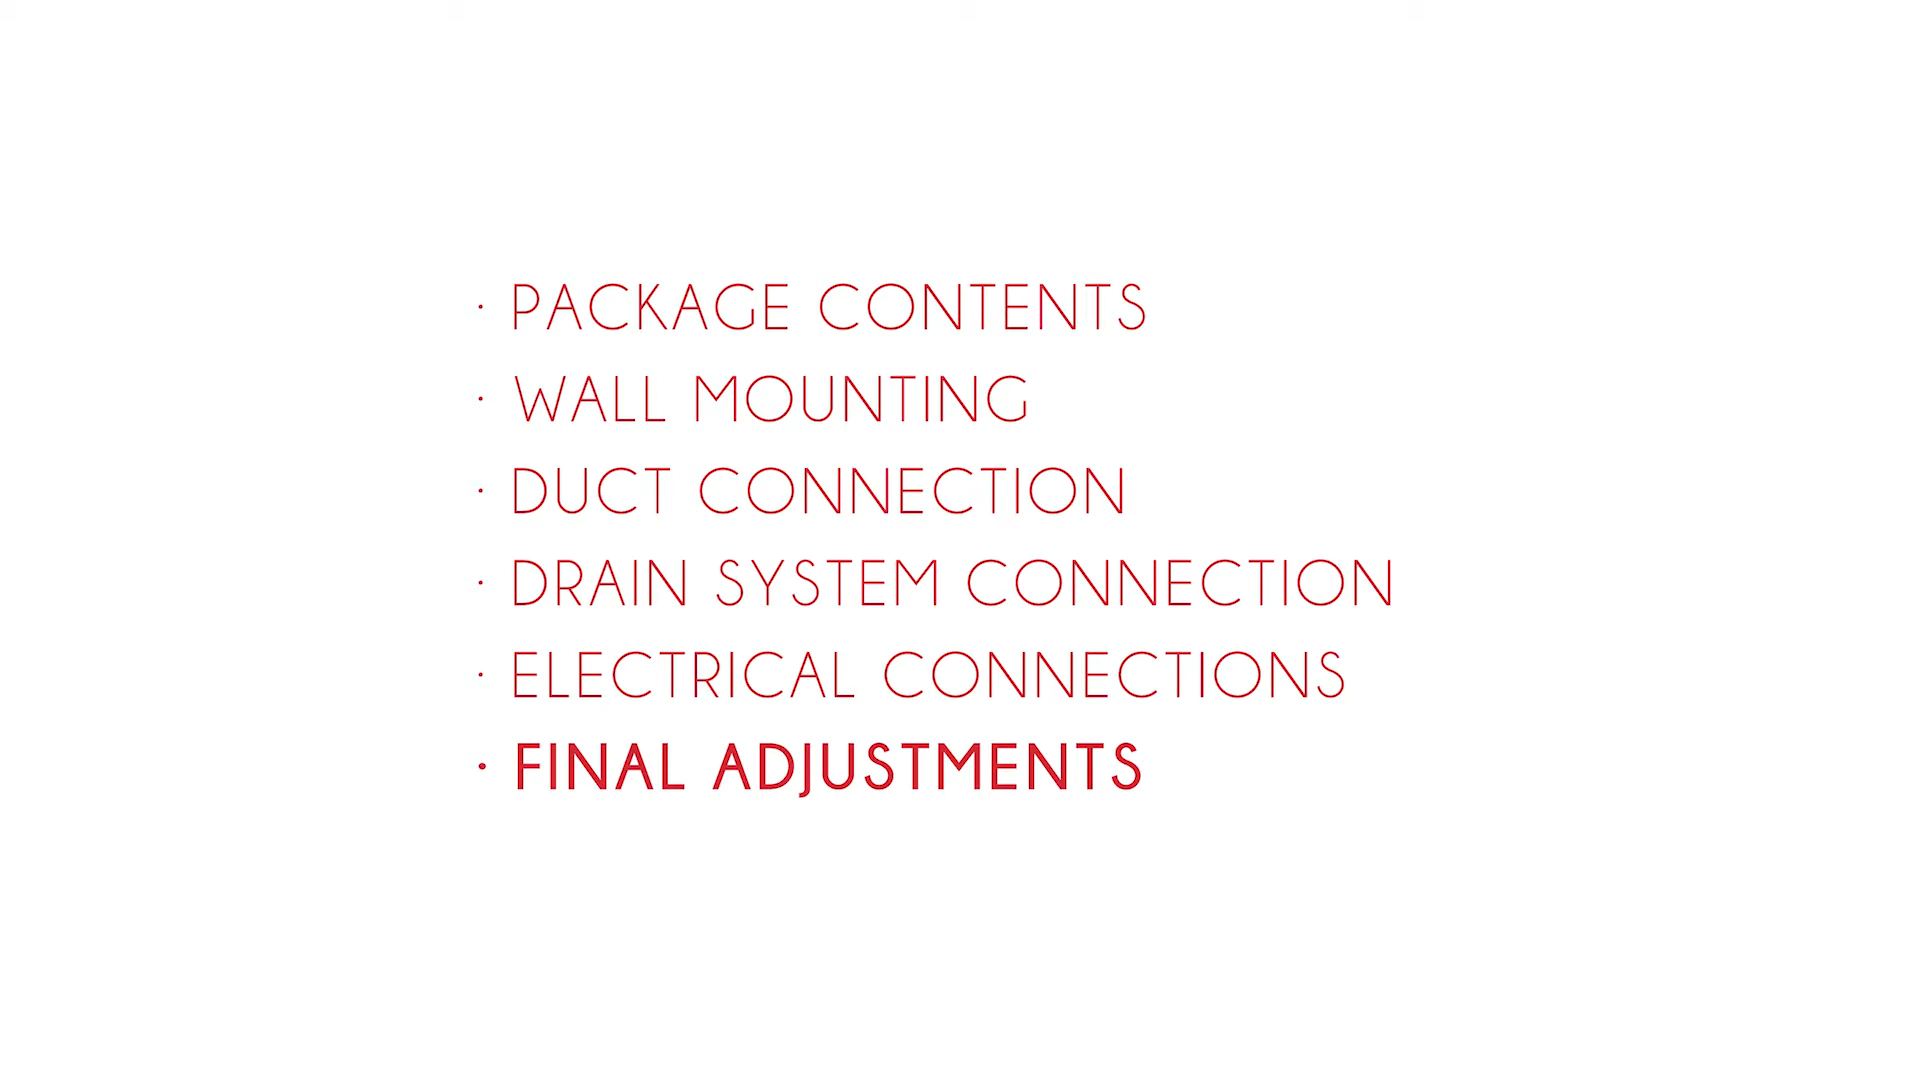 · PACKAGE CONTENTS
· WALL MOUNTING
· DUCT CONNECTION
· DRAIN SYSTEM CONNECTION
· ELECTRICAL CONNECTIONS
· FINAL ADJUSTMENTS